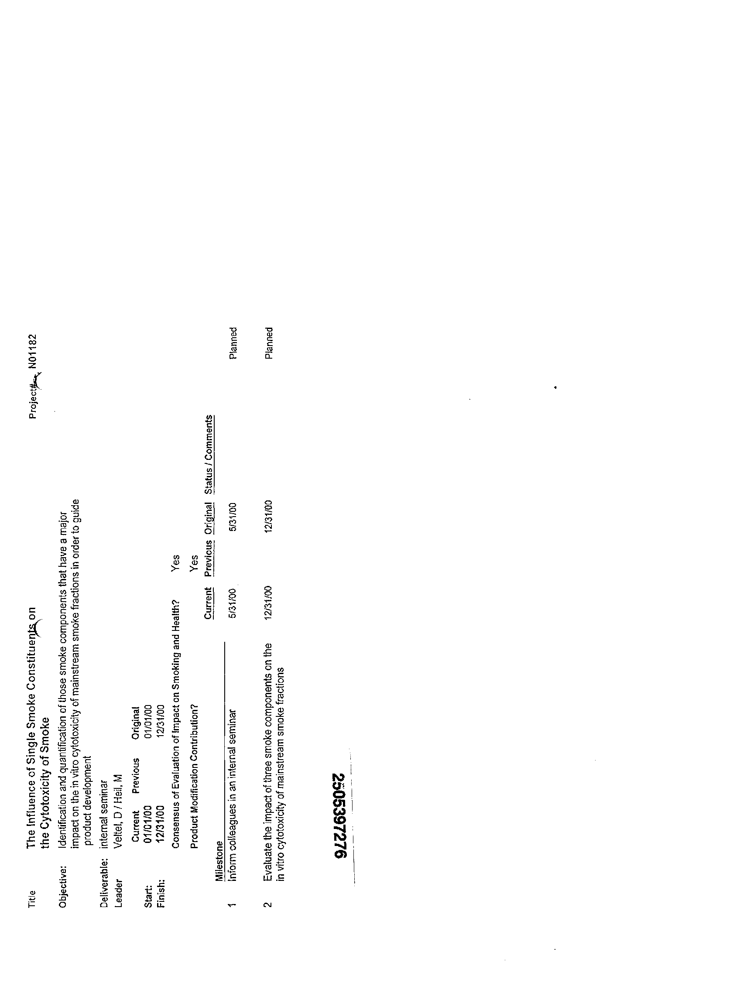 Title The Influence of Single Smoke Constituents on Project N01182
the Cytotoxicity of Smoke
Objective: Identification and quantification of those smoke components that have a major
impact on the in vitro cytotoxicity of mainstream smoke fractions in order to guide
product development
Deliverable: internal seminar
Leader Veltel, D / Heil, M
Current Previous Original
Start: 01/01/00 01/01/00
Finish: 12/31/00 12/31/00
Consensus of Evaluation of Impact on Smoking and Health? Yes
Product Modification Contribution? Yes
Current Previous Original Status / Comments
Milestone
1 inform colleagues in an internal seminar 5/31/00 5/31/00 Planned
2 Evaluate the impact of three smoke components on the 12/31/00 12/31/00 Planned
in vitro cytotoxicity of mainstream smoke fractions
2505397276